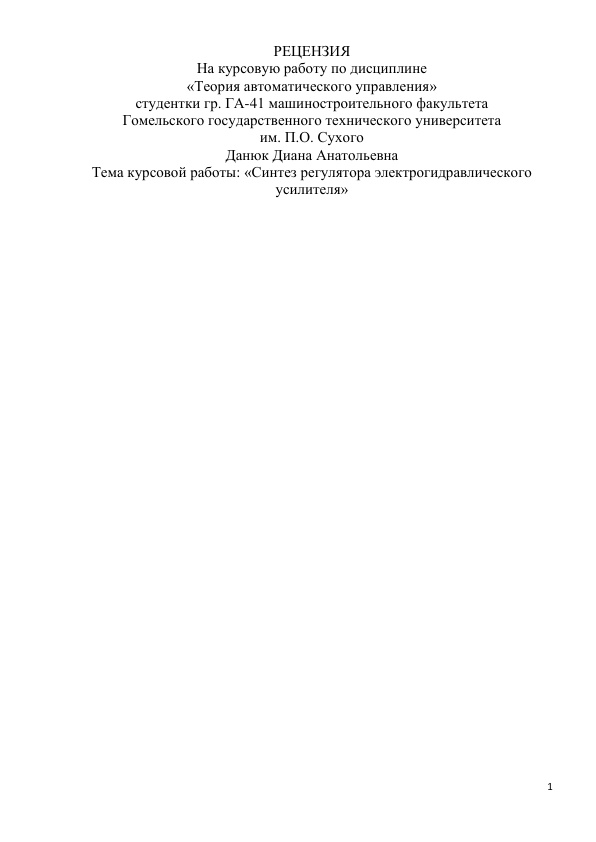 РЕЦЕНЗИЯ
На курсовую работу по дисциплине
«Теория автоматического управления»
студентки гр. ГА-41 машиностроительного факультета
Гомельского государственного технического университета
им. П.О. Сухого
Данюк Диана Анатольевна
Тема курсовой работы: «Синтез регулятора электрогидравлического
усилителя»
1